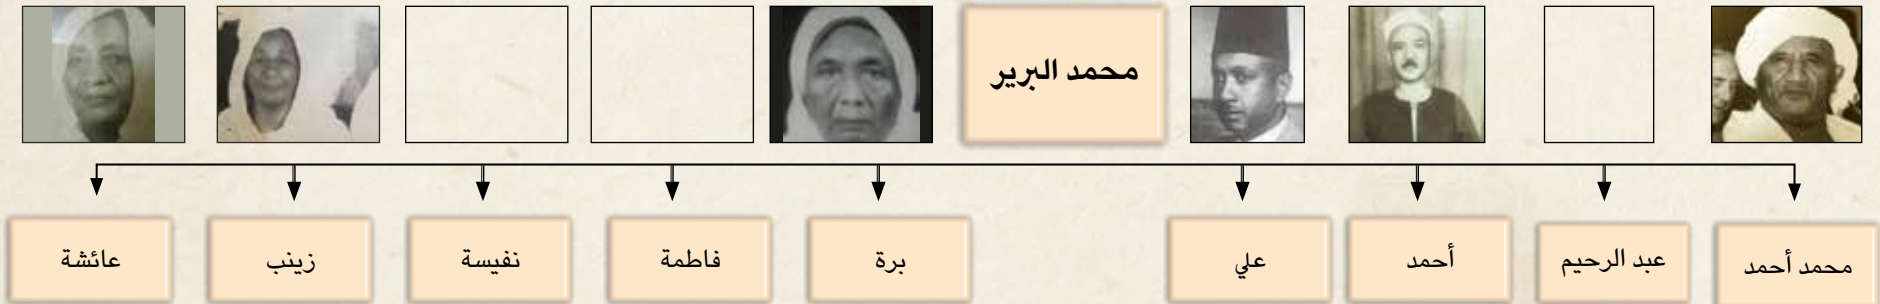 محمد البرير
محمد أحمد
عبد الرحيم
أحمد
علي
برة
فاطمة
نفيسة
زينب
عائشة